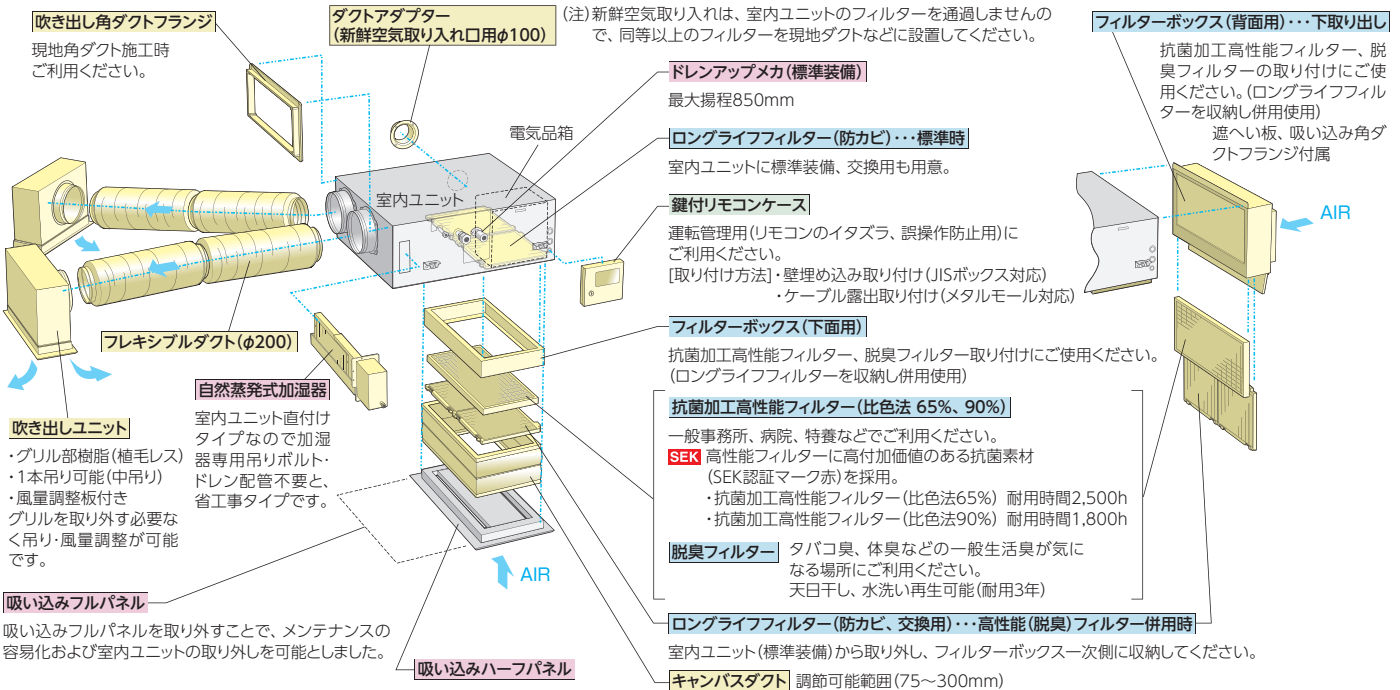 吹き出し角ダクトフランジ
現地角ダクト施工時
ご利用ください。
ダクトアダプター
(新鮮空気取り入れ口用φ100)
(注)新鮮空気取り入れは、室内ユニットのフィルターを通過しませんの
で、同等以上のフィルターを現地ダクトなどに設置してください。
ドレンアップメカ(標準装備)
最大揚程850mm
電気品箱
室内ユニット
ロングライフフィルター(防カビ)・・・標準時
室内ユニットに標準装備、交換用も用意。
鍵付リモコンケース
運転管理用(リモコンのイタズラ、誤操作防止用)に
ご利用ください。
[取り付け方法]・壁埋め込み取り付け(JISボックス対応)
・ケーブル露出取り付け(メタルモール対応)
フィルターボックス(背面用)・・・下取り出し
抗菌加工高性能フィルター、脱
臭フィルターの取り付けにご使
用ください。(ロングライフフィル
ターを収納し併用使用)
遮へい板、吸い込み角ダ
クトフランジ付属
AIR
フレキシブルダクト(φ200)
フィルターボックス(下面用)
抗菌加工高性能フィルター、脱臭フィルター取り付けにご使用ください。
(ロングライフフィルターを収納し併用使用)
自然蒸発式加湿器
室内ユニット直付け
タイプなので加湿
器専用吊りボルト・
ドレン配管不要と、
省工事タイプです。
吹き出しユニット
・グリル部樹脂(植毛レス)
・1本吊り可能(中吊り)
・風量調整板付き
グリルを取り外す必要な
く吊り・風量調整が可能
です。
抗菌加工高性能フィルター(比色法 65%、90%)
一般事務所、病院、特養などでご利用ください。
SEK 高性能フィルターに高付加価値のある抗菌素材
(SEK認証マーク赤)を採用。
・抗菌加工高性能フィルター(比色法65%) 耐用時間2,500h
・抗菌加工高性能フィルター(比色法90%) 耐用時間1,800h
脱臭フィルター タバコ臭、体臭などの一般生活臭が気に
なる場所にご利用ください。
天日干し、水洗い再生可能(耐用3年)
AIR
吸い込みフルパネル
吸い込みフルパネルを取り外すことで、メンテナンスの
容易化および室内ユニットの取り外しを可能としました。
吸い込みハーフパネル
ロングライフフィルター(防カビ、交換用)・・・高性能(脱臭)フィルター併用時
室内ユニット(標準装備)から取り外し、フィルターボックス一次側に収納してください。
キャンバスダクト 調節可能範囲(75～300mm)